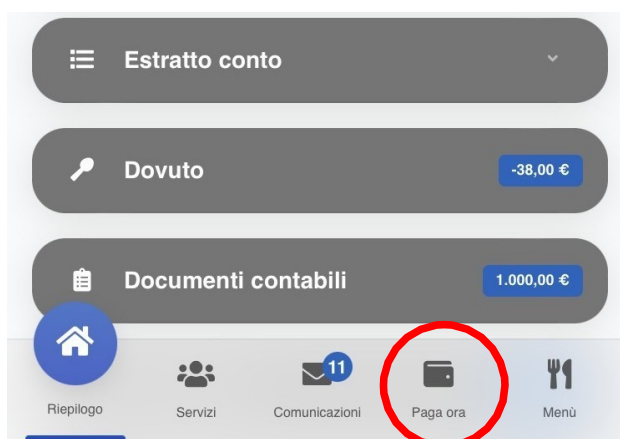 Estratto conto
Dovuto
-38,00 €
Documenti contabili
1.000,00 €
11
Riepilogo
Servizi
Comunicazioni
Paga ora
Menù